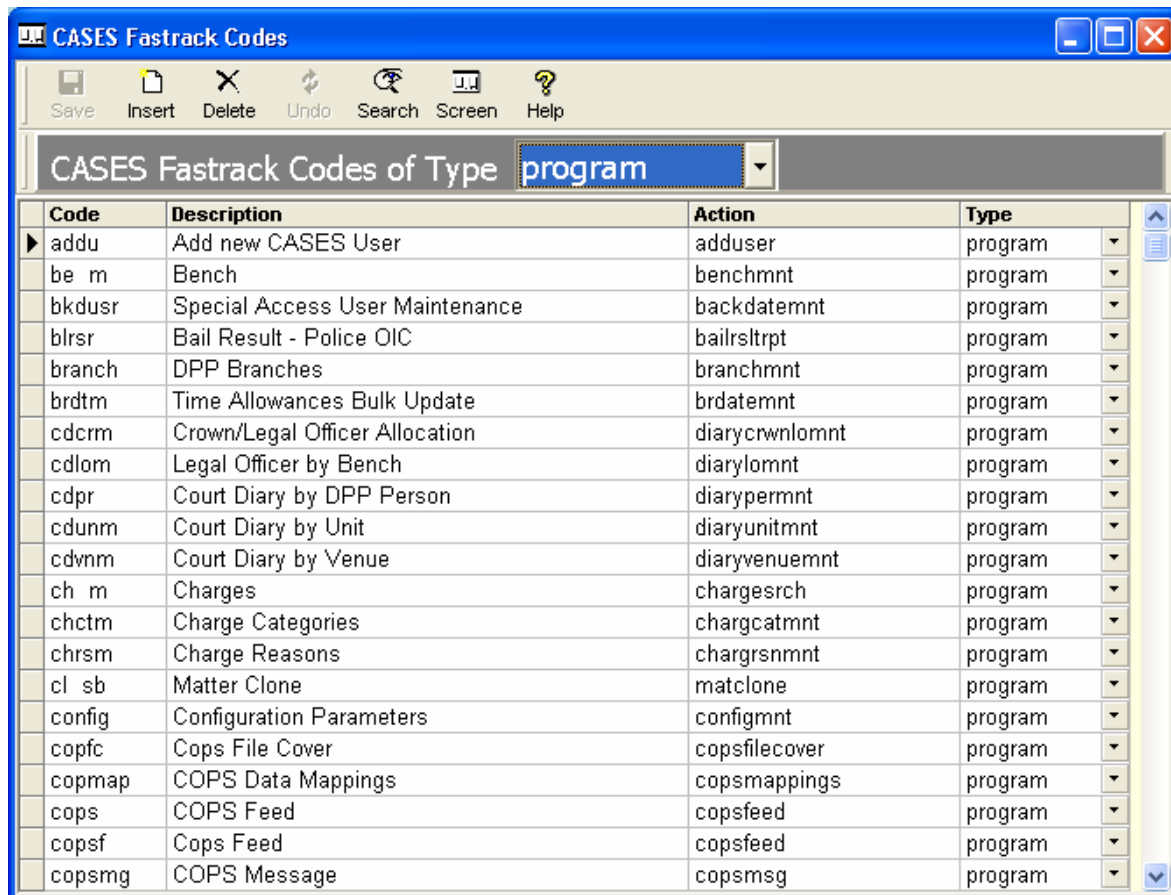 CASES Fastrack Codes
Save Insert Delete Undo Search Screen Help
CASES Fastrack Codes of Type program
Code Description Action Type
addu Add new CASES User adduser program
be m Bench benchmnt program
bkdusr Special Access User Maintenance backdatemnt program
blrsr Bail Result - Police OIC bailrsltrpt program
branch DPP Branches branchmnt program
brdtm Time Allowances Bulk Update brdatemnt program
cdcrm Crown/Legal Officer Allocation diarycrwnlomnt program
cdlom Legal Officer by Bench diarylomnt program
cdpr Court Diary by DPP Person diarypermnt program
cdunm Court Diary by Unit diaryunitmnt program
cdvnm Court Diary by Venue diaryvenuemnt program
ch m Charges chargesrch program
chctm Charge Categories chargcatmnt program
chrsm Charge Reasons chargrsnmnt program
cl sb Matter Clone matclone program
config Configuration Parameters configmnt program
copfc Cops File Cover copsfilecover program
copmap COPS Data Mappings copsmappings program
cops COPS Feed copsfeed program
copsf Cops Feed copsfeed program
copsmg COPS Message copsmsg program